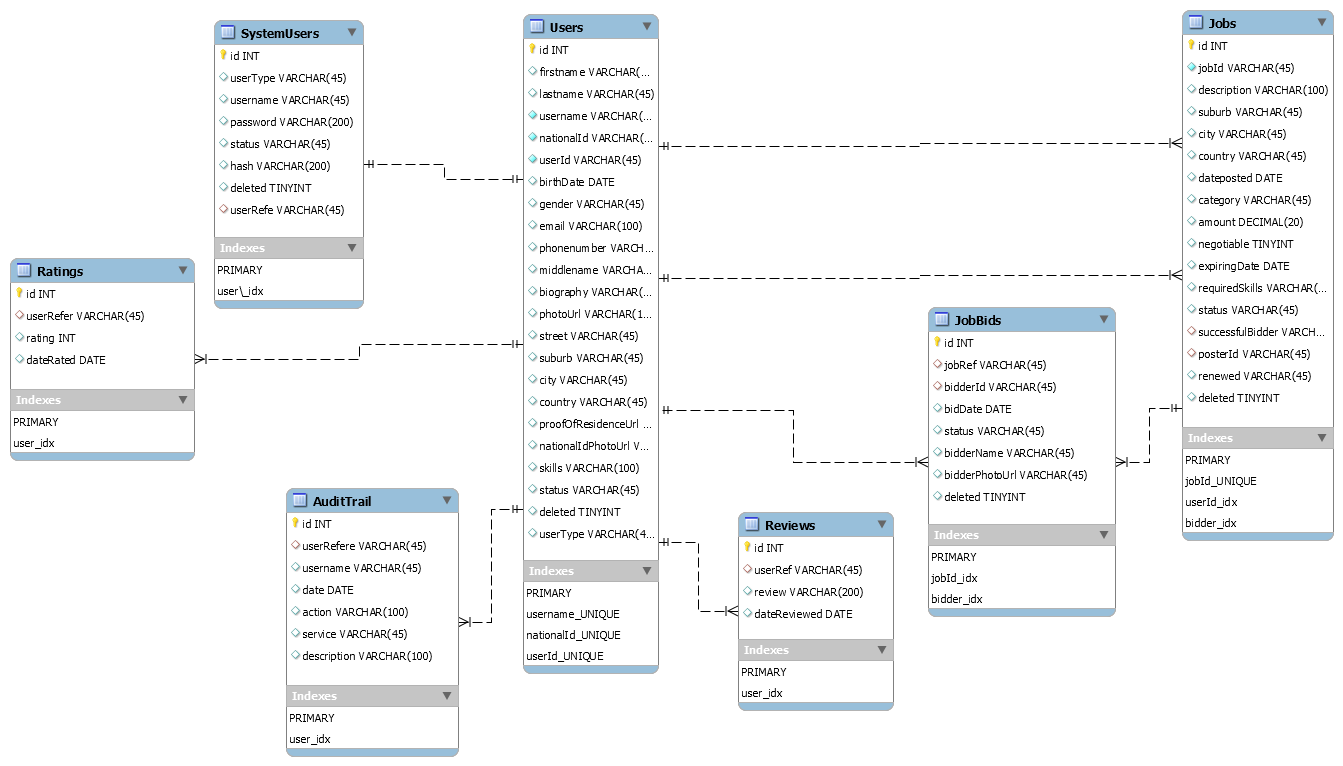 SystemUsers
id INT
userType VARCHAR(45)
username VARCHAR(45)
password VARCHAR(200)
status VARCHAR(45)
hash VARCHAR(200)
deleted TINYINT
userRefe VARCHAR(45)
Indexes
PRIMARY
user\_idx
Users
id INT
firstname VARCHAR(...
lastname VARCHAR(45)
username VARCHAR(...
nationalId VARCHAR(...
userId VARCHAR(45)
birthDate DATE
gender VARCHAR(45)
email VARCHAR(100)
phonenumber VARCH...
middlename VARCHA...
biography VARCHAR(...
photoUrl VARCHAR(1...
street VARCHAR(45)
suburb VARCHAR(45)
city VARCHAR(45)
country VARCHAR(45)
proofOfResidenceUrl ...
nationalIdPhotoUrl V...
skills VARCHAR(100)
status VARCHAR(45)
deleted TINYINT
userType VARCHAR(4...
Indexes
PRIMARY
username_UNIQUE
nationalId_UNIQUE
userId_UNIQUE
Jobs
id INT
jobId VARCHAR(45)
description VARCHAR(100)
suburb VARCHAR(45)
city VARCHAR(45)
country VARCHAR(45)
dateposted DATE
category VARCHAR(45)
amount DECIMAL(20)
negotiable TINYINT
expiringDate DATE
requiredSkills VARCHAR(...
status VARCHAR(45)
successfulBidder VARCH...
posterId VARCHAR(45)
renewed VARCHAR(45)
deleted TINYINT
Indexes
PRIMARY
jobId_UNIQUE
userId_idx
bidder_idx
Ratings
id INT
userRefer VARCHAR(45)
rating INT
dateRated DATE
Indexes
PRIMARY
user_idx
JobBids
id INT
jobRef VARCHAR(45)
bidderId VARCHAR(45)
bidDate DATE
status VARCHAR(45)
bidderName VARCHAR(45)
bidderPhotoUrl VARCHAR(45)
deleted TINYINT
Indexes
PRIMARY
jobId_idx
bidder_idx
AuditTrail
id INT
userRefere VARCHAR(45)
username VARCHAR(45)
date DATE
action VARCHAR(100)
service VARCHAR(45)
description VARCHAR(100)
Indexes
PRIMARY
user_idx
Reviews
id INT
userRef VARCHAR(45)
review VARCHAR(200)
dateReviewed DATE
Indexes
PRIMARY
user_idx